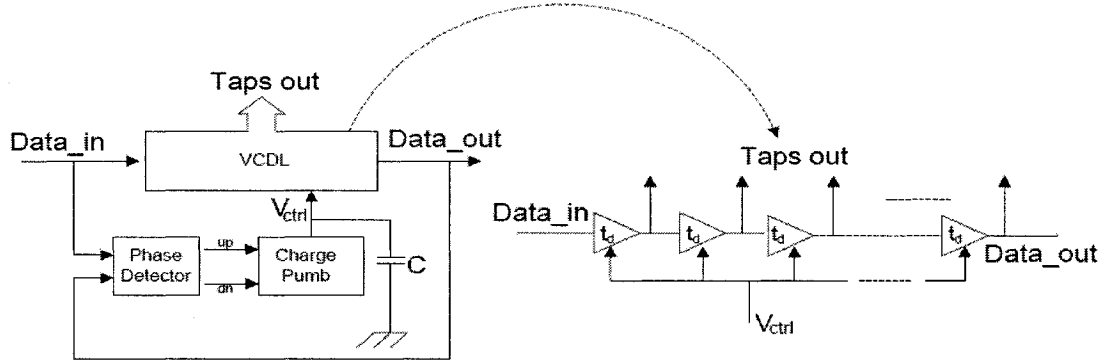 Taps out
Data_in
Data_out
VCDL
Vctrl
up
Phase
Detector
Charge
Pumb
dn
C
Taps out
Data_in
td
td
td
td
Data_out
Vctrl